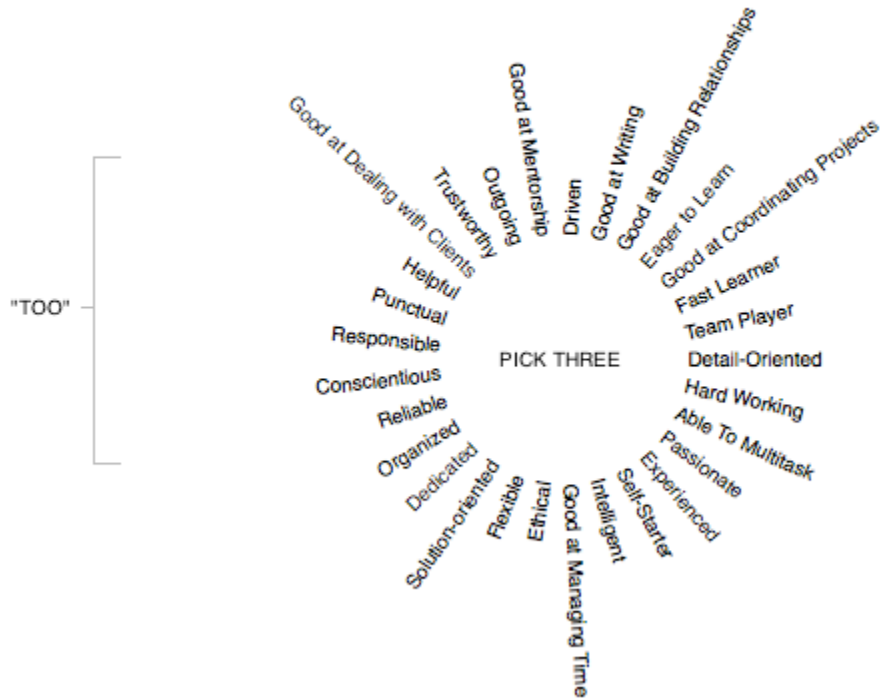 "TOO"
PICK THREE
Good at Dealing with Clients
Trustworthy
Outgoing
Good at Mentorship
Driven
Good at Writing
Good at Building Relationships
Eager to Learn
Good at Coordinating Projects
Fast Learner
Team Player
Detail-Oriented
Hard Working
Able To Multitask
Passionate
Experienced
Self-Starter
Intelligent
Good at Managing Time
Ethical
Flexible
Solution-oriented
Dedicated
Organized
Reliable
Conscientious
Responsible
Punctual
Helpful